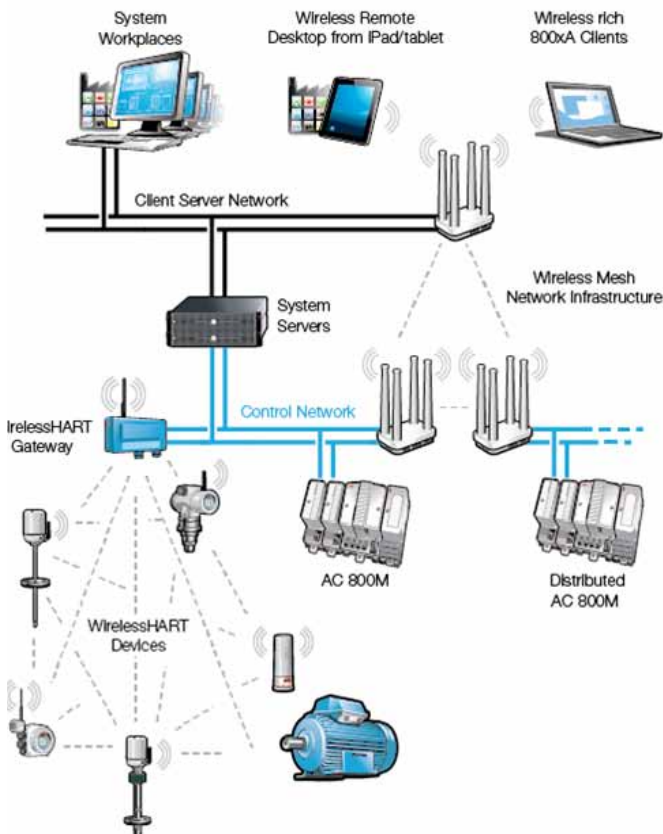 System
Workplaces
Wireless Remote
Desktop from iPad/tablet
Wireless rich
800xA Clients
Client Server Network
Wireless Mesh
Network Infrastructure
System
Servers
Control Network
irelessHART
Gateway
AC 800M
Distributed
AC 800M
WirelessHART
Devices